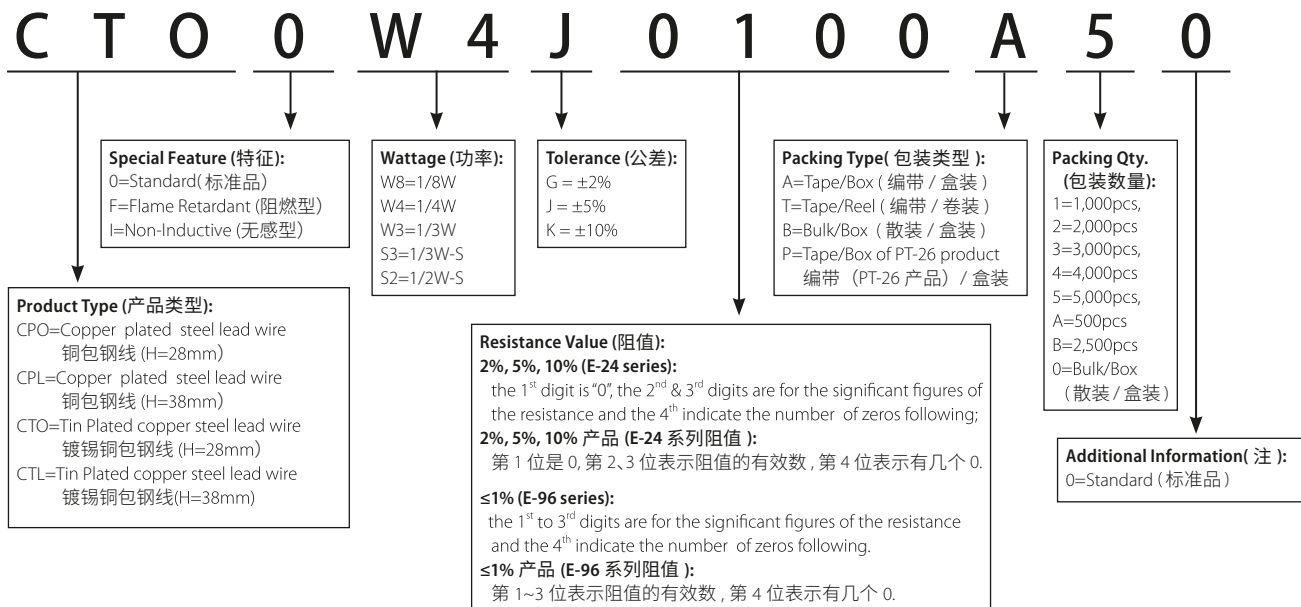 C T O 0 W 4 J 0 1 0 0 A 5 0
Special Feature (特征):
0=Standard( 标准品)
F=Flame Retardant (阻燃型)
I=Non-Inductive (无感型)
Wattage (功率):
W8=1/8W
W4=1/4W
W3=1/3W
S3=1/3W-S
S2=1/2W-S
Tolerance (公差):
G = ±2%
J = ±5%
K = ±10%
Packing Type( 包装类型 ):
A=Tape/Box ( 编带 / 盒装 )
T=Tape/Reel ( 编带 / 卷装 )
B=Bulk/Box ( 散装 / 盒装 )
P=Tape/Box of PT-26 product
编带 （PT-26 产品）/ 盒装
Packing Qty.
(包装数量):
1=1,000pcs,
2=2,000pcs
3=3,000pcs,
4=4,000pcs
5=5,000pcs,
A=500pcs
B=2,500pcs
0=Bulk/Box
( 散装 / 盒装 )
Product Type (产品类型):
CPO=Copper plated steel lead wire
铜包钢线 (H=28mm）
CPL=Copper plated steel lead wire
铜包钢线 (H=38mm）
CTO=Tin Plated copper steel lead wire
镀锡铜包钢线 (H=28mm）
CTL=Tin Plated copper steel lead wire
镀锡铜包钢线(H=38mm)
Resistance Value (阻值):
2%, 5%, 10% (E-24 series):
the 1st digit is "0", the 2nd & 3rd digits are for the significant figures of
the resistance and the 4th indicate the number of zeros following;
2%, 5%, 10% 产品 (E-24 系列阻值 ):
第 1 位是 0, 第 2、3 位表示阻值的有效数 , 第 4 位表示有几个 0.
≤1% (E-96 series):
the 1st to 3rd digits are for the significant figures of the resistance
and the 4th indicate the number of zeros following.
≤1% 产品 (E-96 系列阻值 ):
第 1~3 位表示阻值的有效数 , 第 4 位表示有几个 0.
Additional Information( 注 ):
0=Standard ( 标准品 )